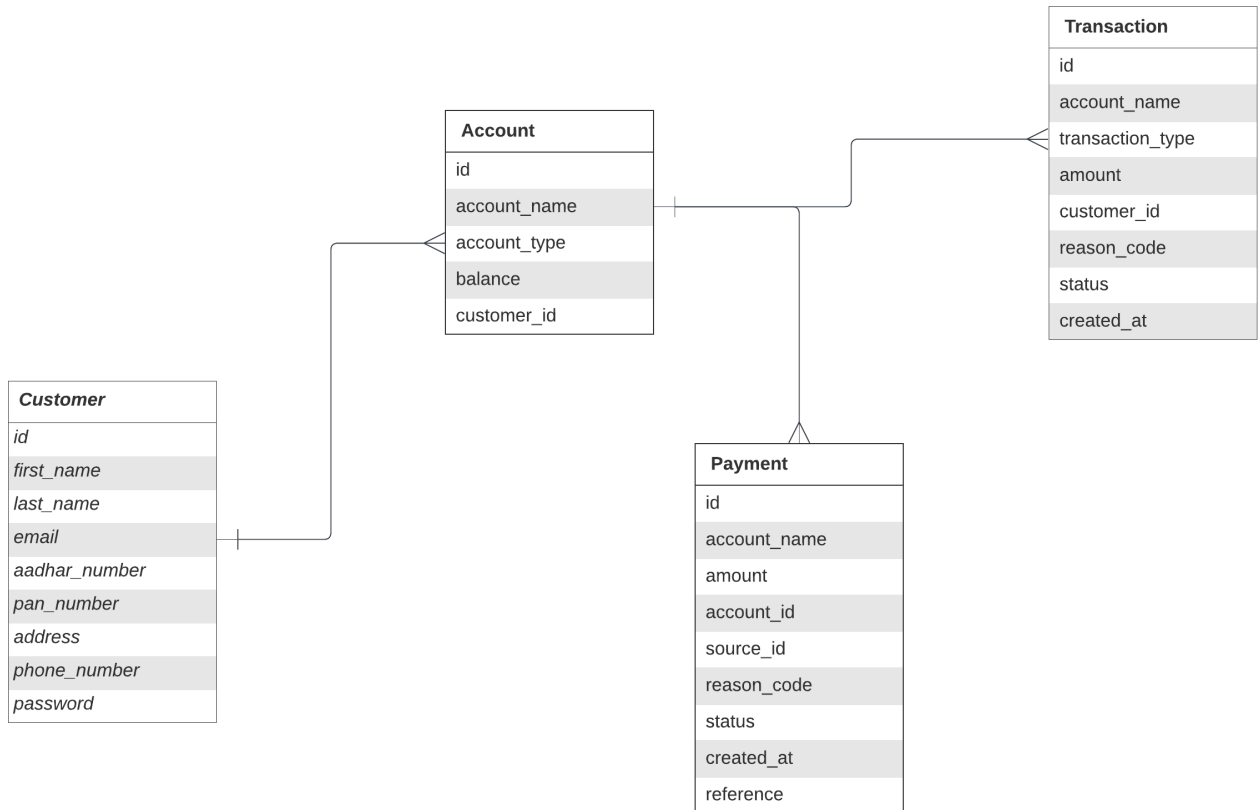 Transaction
id
account_name
transaction_type
amount
customer_id
reason_code
status
created_at
Account
id
account_name
account_type
balance
customer_id
Customer
id
first_name
last_name
email
aadhar_number
pan_number
address
phone_number
password
Payment
id
account_name
amount
account_id
source_id
reason_code
status
created_at
reference